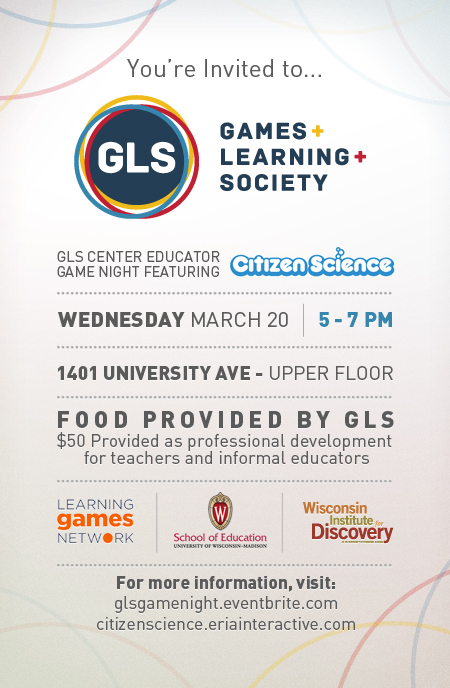 You're Invited to...
GLS
GAMES+
LEARNING+
SOCIETY
GLS CENTER EDUCATOR
GAME NIGHT FEATURING
Citizen Science
WEDNESDAY MARCH 20 5 - 7 PM
1401 UNIVERSITY AVE - UPPER FLOOR
FOOD PROVIDED BY GLS
$50 Provided as professional development
for teachers and informal educators
LEARNING
games
NETWORK
W
School of Education
UNIVERSITY OF WISCONSIN-MADISON
Wisconsin
Institute for
Discovery
For more information, visit:
glsgamenight.eventbrite.com
citizenscience.eriainteractive.com